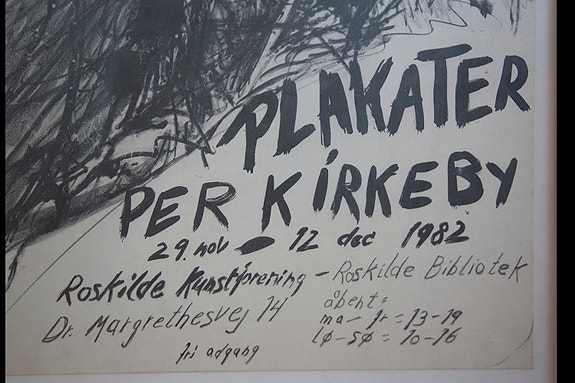 PLAKATER
PER KIRKEBY
29. nov - 12 dec 1982
Roskilde Kunstforening - Roskilde Bibliotek
Dr. Margrethesvej 14
åbent:
ma - fr = 13-19
lø - sø = 10-16
fri adgang